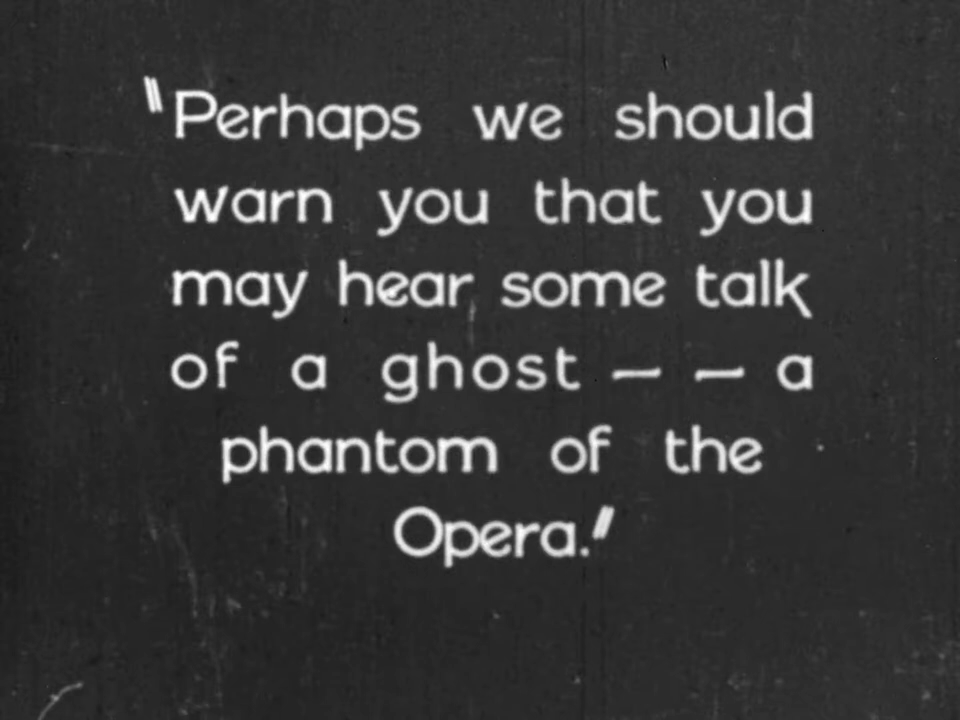 "Perhaps we should
warn you that you
may hear some talk
of a ghost — — a
phantom of the
Opera."